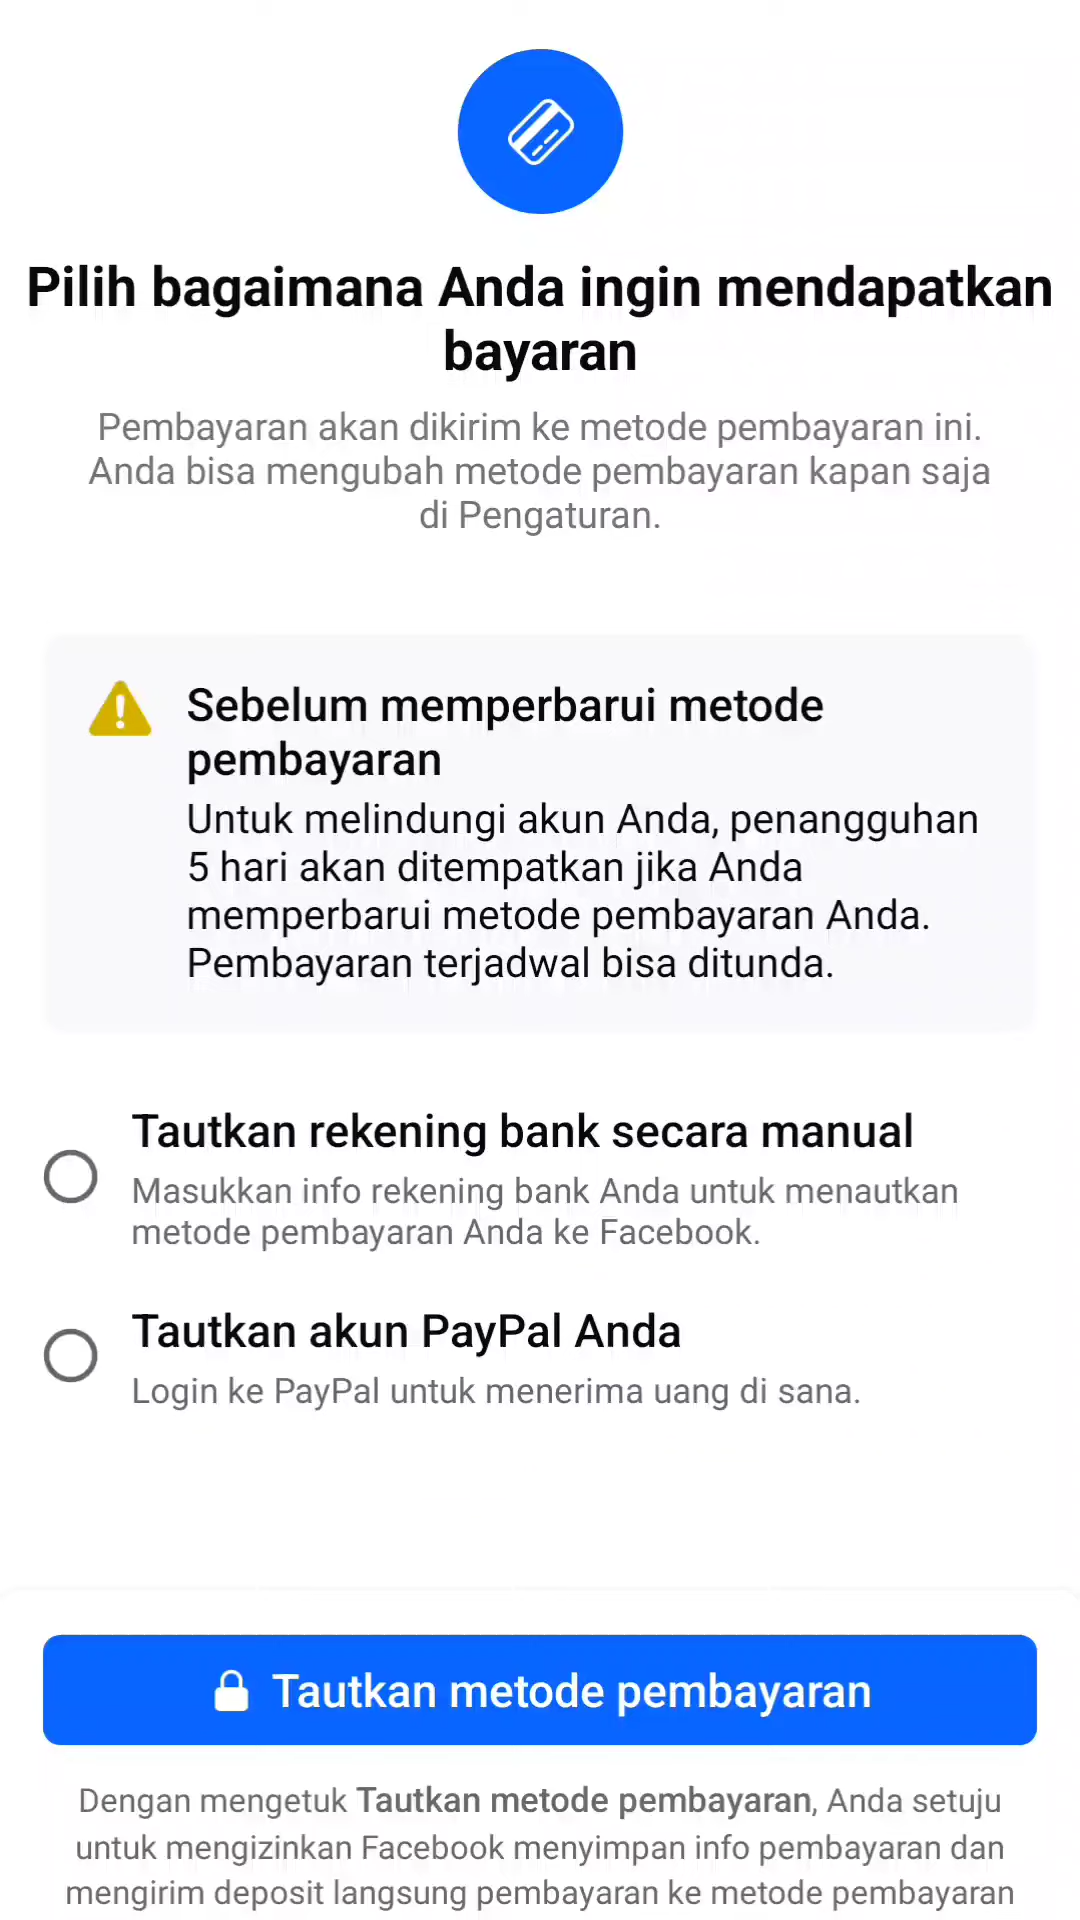 Pilih bagaimana Anda ingin mendapatkan
bayaran
Pembayaran akan dikirim ke metode pembayaran ini.
Anda bisa mengubah metode pembayaran kapan saja
di Pengaturan.
Sebelum memperbarui metode
pembayaran
Untuk melindungi akun Anda, penangguhan
5 hari akan ditempatkan jika Anda
memperbarui metode pembayaran Anda.
Pembayaran terjadwal bisa ditunda.
Tautkan rekening bank secara manual
Masukkan info rekening bank Anda untuk menautkan
metode pembayaran Anda ke Facebook.
Tautkan akun PayPal Anda
Login ke PayPal untuk menerima uang di sana.
Tautkan metode pembayaran
Dengan mengetuk Tautkan metode pembayaran, Anda setuju
untuk mengizinkan Facebook menyimpan info pembayaran dan
mengirim deposit langsung pembayaran ke metode pembayaran